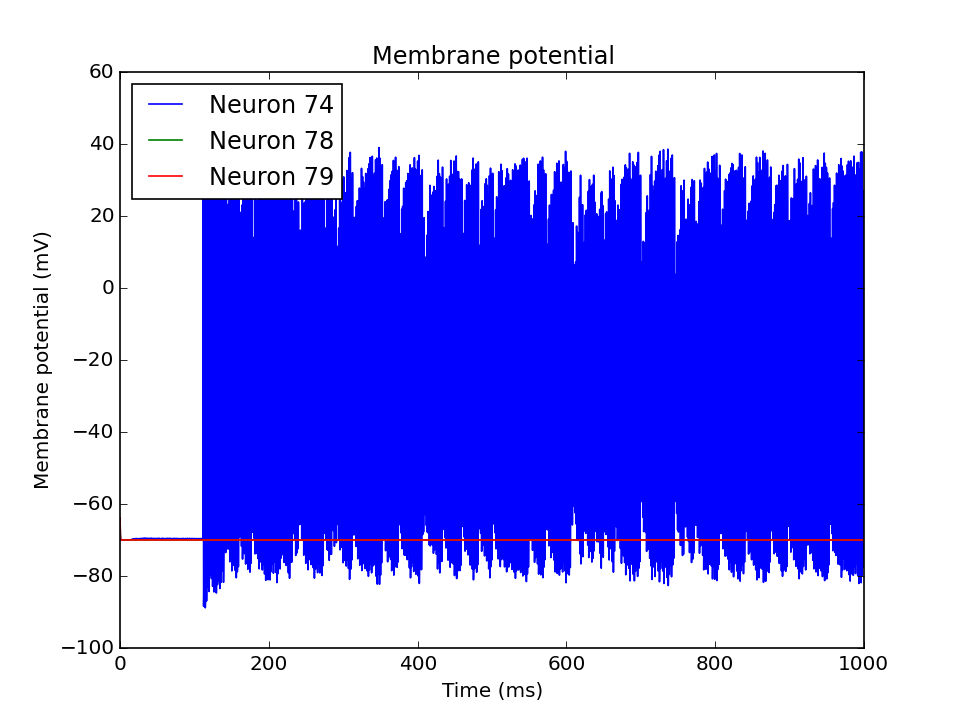 Membrane potential
60
40
20
0
−20
−40
−60
−80
−100
Membrane potential (mV)
Neuron 74
Neuron 78
Neuron 79
0 200 400 600 800 1000
Time (ms)